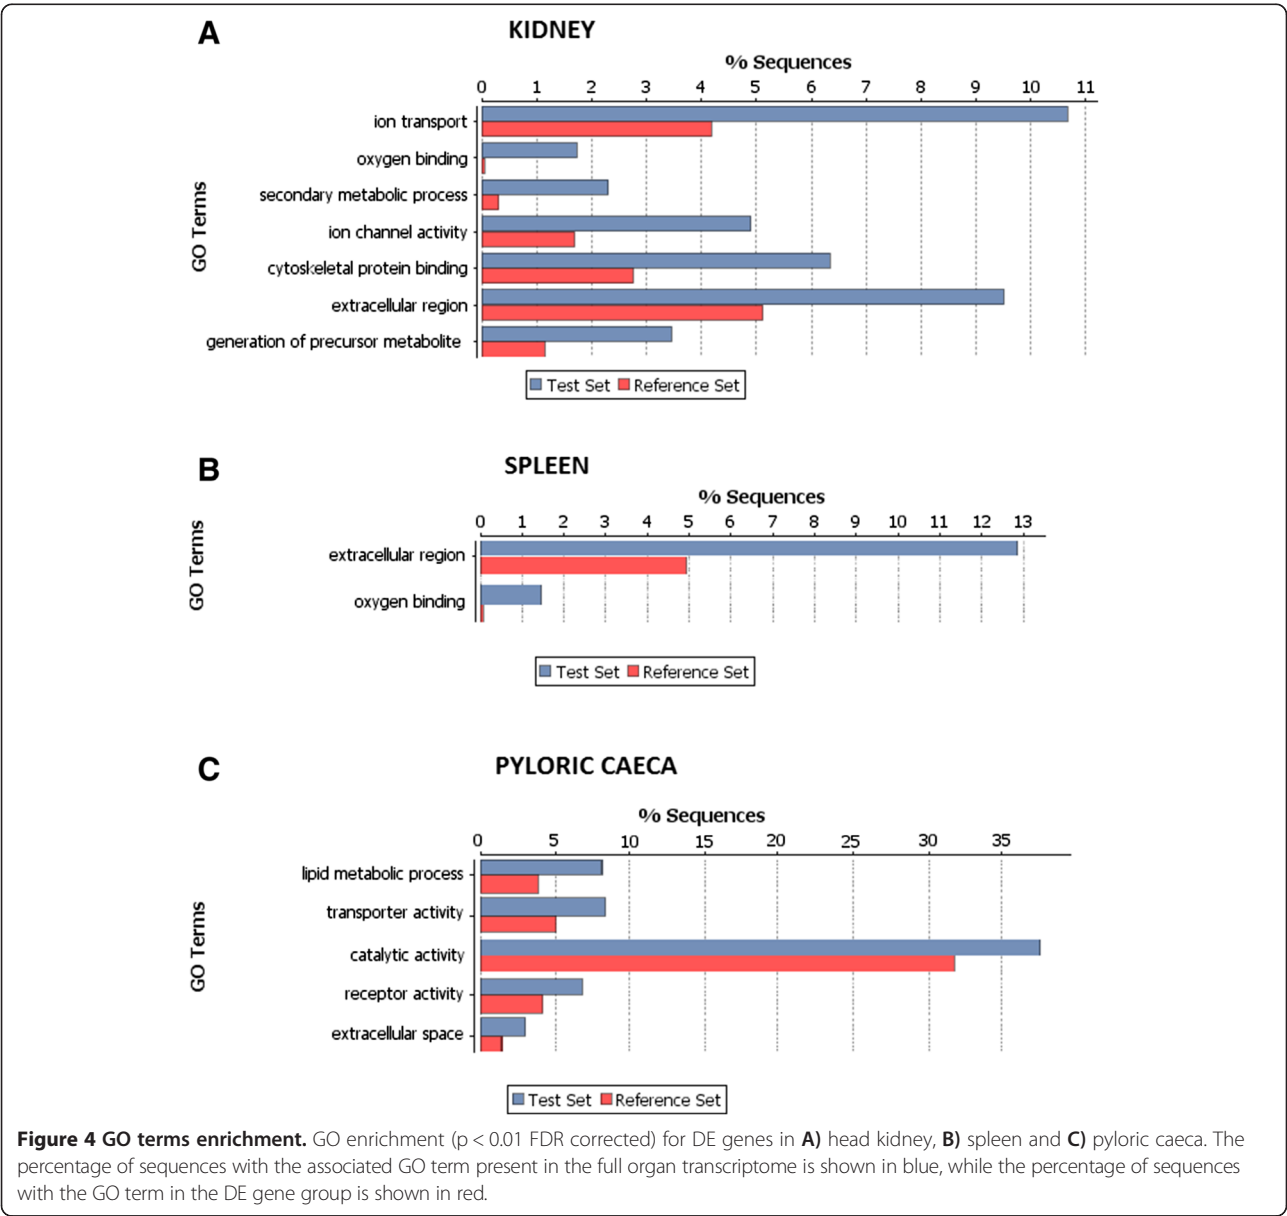 A
KIDNEY
% Sequences
0 1 2 3 4 5 6 7 8 9 10 11
GO Terms
ion transport
oxygen binding
secondary metabolic process
ion channel activity
cytoskeletal protein binding
extracellular region
generation of precursor metabolite
Test Set Reference Set
B
SPLEEN
% Sequences
0 1 2 3 4 5 6 7 8 9 10 11 12 13
GO Terms
extracellular region
oxygen binding
Test Set Reference Set
C
PYLORIC CAECA
% Sequences
0 5 10 15 20 25 30 35
GO Terms
lipid metabolic process
transporter activity
catalytic activity
receptor activity
extracellular space
Test Set Reference Set
Figure 4 GO terms enrichment. GO enrichment (p < 0.01 FDR corrected) for DE genes in A) head kidney, B) spleen and C) pyloric caeca. The
percentage of sequences with the associated GO term present in the full organ transcriptome is shown in blue, while the percentage of sequences
with the GO term in the DE gene group is shown in red.